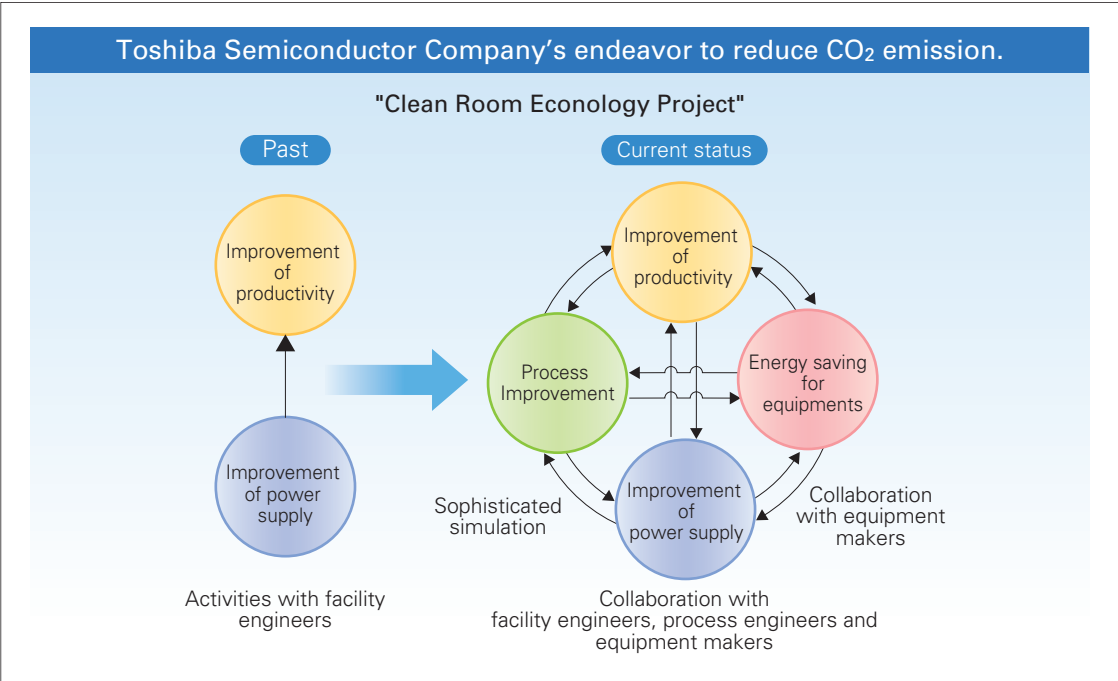 Toshiba Semiconductor Company’s endeavor to reduce CO₂ emission.
"Clean Room Econology Project"
Past
Improvement
of
productivity
Improvement
of power
supply
Activities with facility
engineers
Current status
Improvement
of
productivity
Process
Improvement
Energy saving
for
equipments
Improvement
of
power supply
Sophisticated
simulation
Collaboration
with equipment
makers
Collaboration with
facility engineers, process engineers and
equipment makers